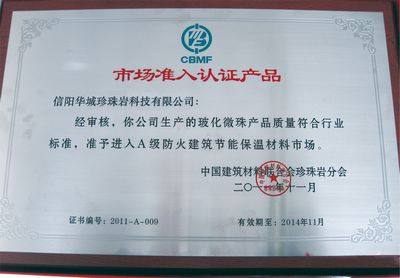 CBMF
市场准入认证产品
信阳华城珍珠岩科技有限公司:
经审核，你公司生产的玻化微珠产品质量符合行业
标准，准予进入A级防火建筑节能保温材料市场。
中国建筑材料联合会珍珠岩分会
二〇一一年十一月
证书编号: 2011-A-009
有效期至: 2014年11月